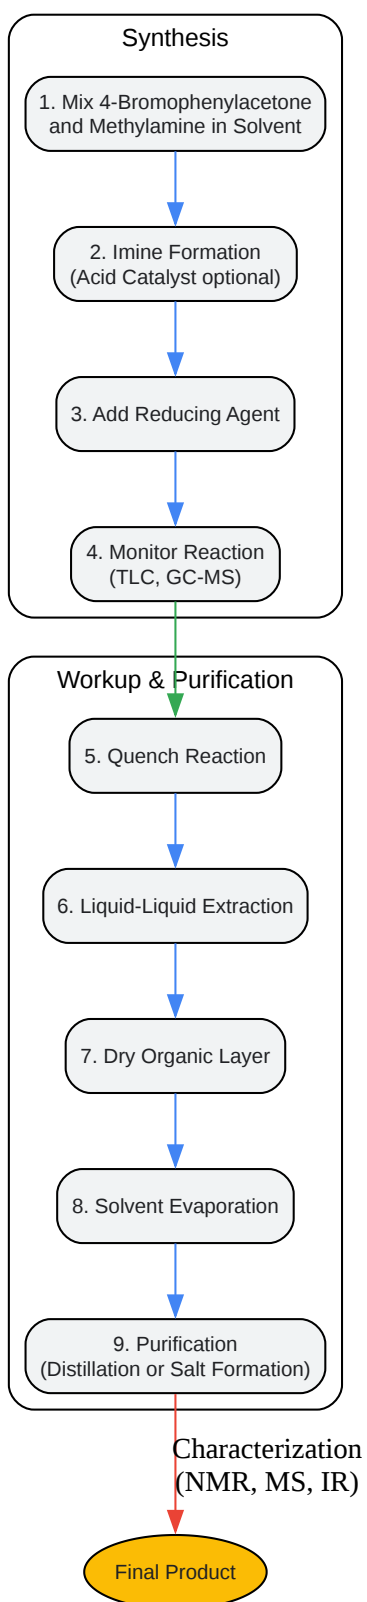 Synthesis
1. Mix 4-Bromophenylacetone
and Methylamine in Solvent
2. Imine Formation
(Acid Catalyst optional)
3. Add Reducing Agent
4. Monitor Reaction
(TLC, GC-MS)
Workup & Purification
5. Quench Reaction
6. Liquid-Liquid Extraction
7. Dry Organic Layer
8. Solvent Evaporation
9. Purification
(Distillation or Salt Formation)
Characterization
(NMR, MS, IR)
Final Product